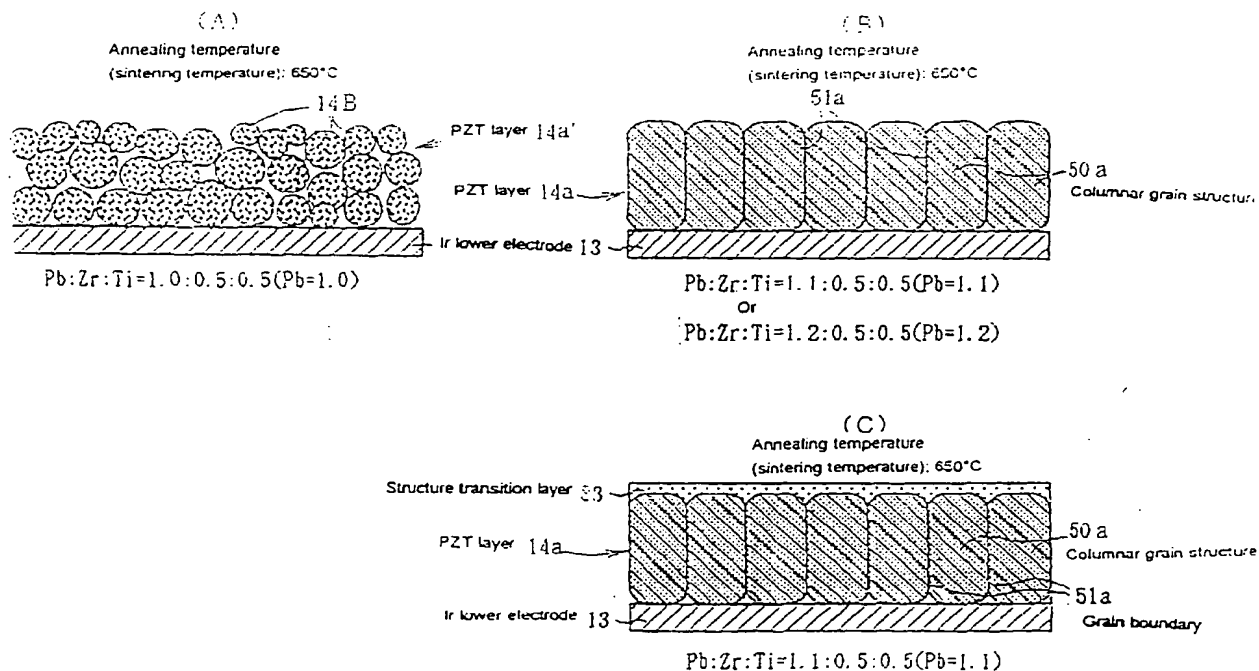 (A)
Annealing temperature
(sintering temperature): 650°C
14B
PZT layer 14a'
Ir lower electrode 13
Pb:Zr:Ti=1.0:0.5:0.5(Pb=1.0)
(B)
Annealing temperature
(sintering temperature): 650°C
51a
PZT layer 14a
50a
Columnar grain structure
Pb:Zr:Ti=1.1:0.5:0.5(Pb=1.1)
Or
Pb:Zr:Ti=1.2:0.5:0.5(Pb=1.2)
(C)
Annealing temperature
(sintering temperature): 650°C
Structure transition layer
PZT layer 14a
50a
Columnar grain structure
51a
Ir lower electrode 13
Grain boundary
Pb:Zr:Ti=1.1:0.5:0.5(Pb=1.1)